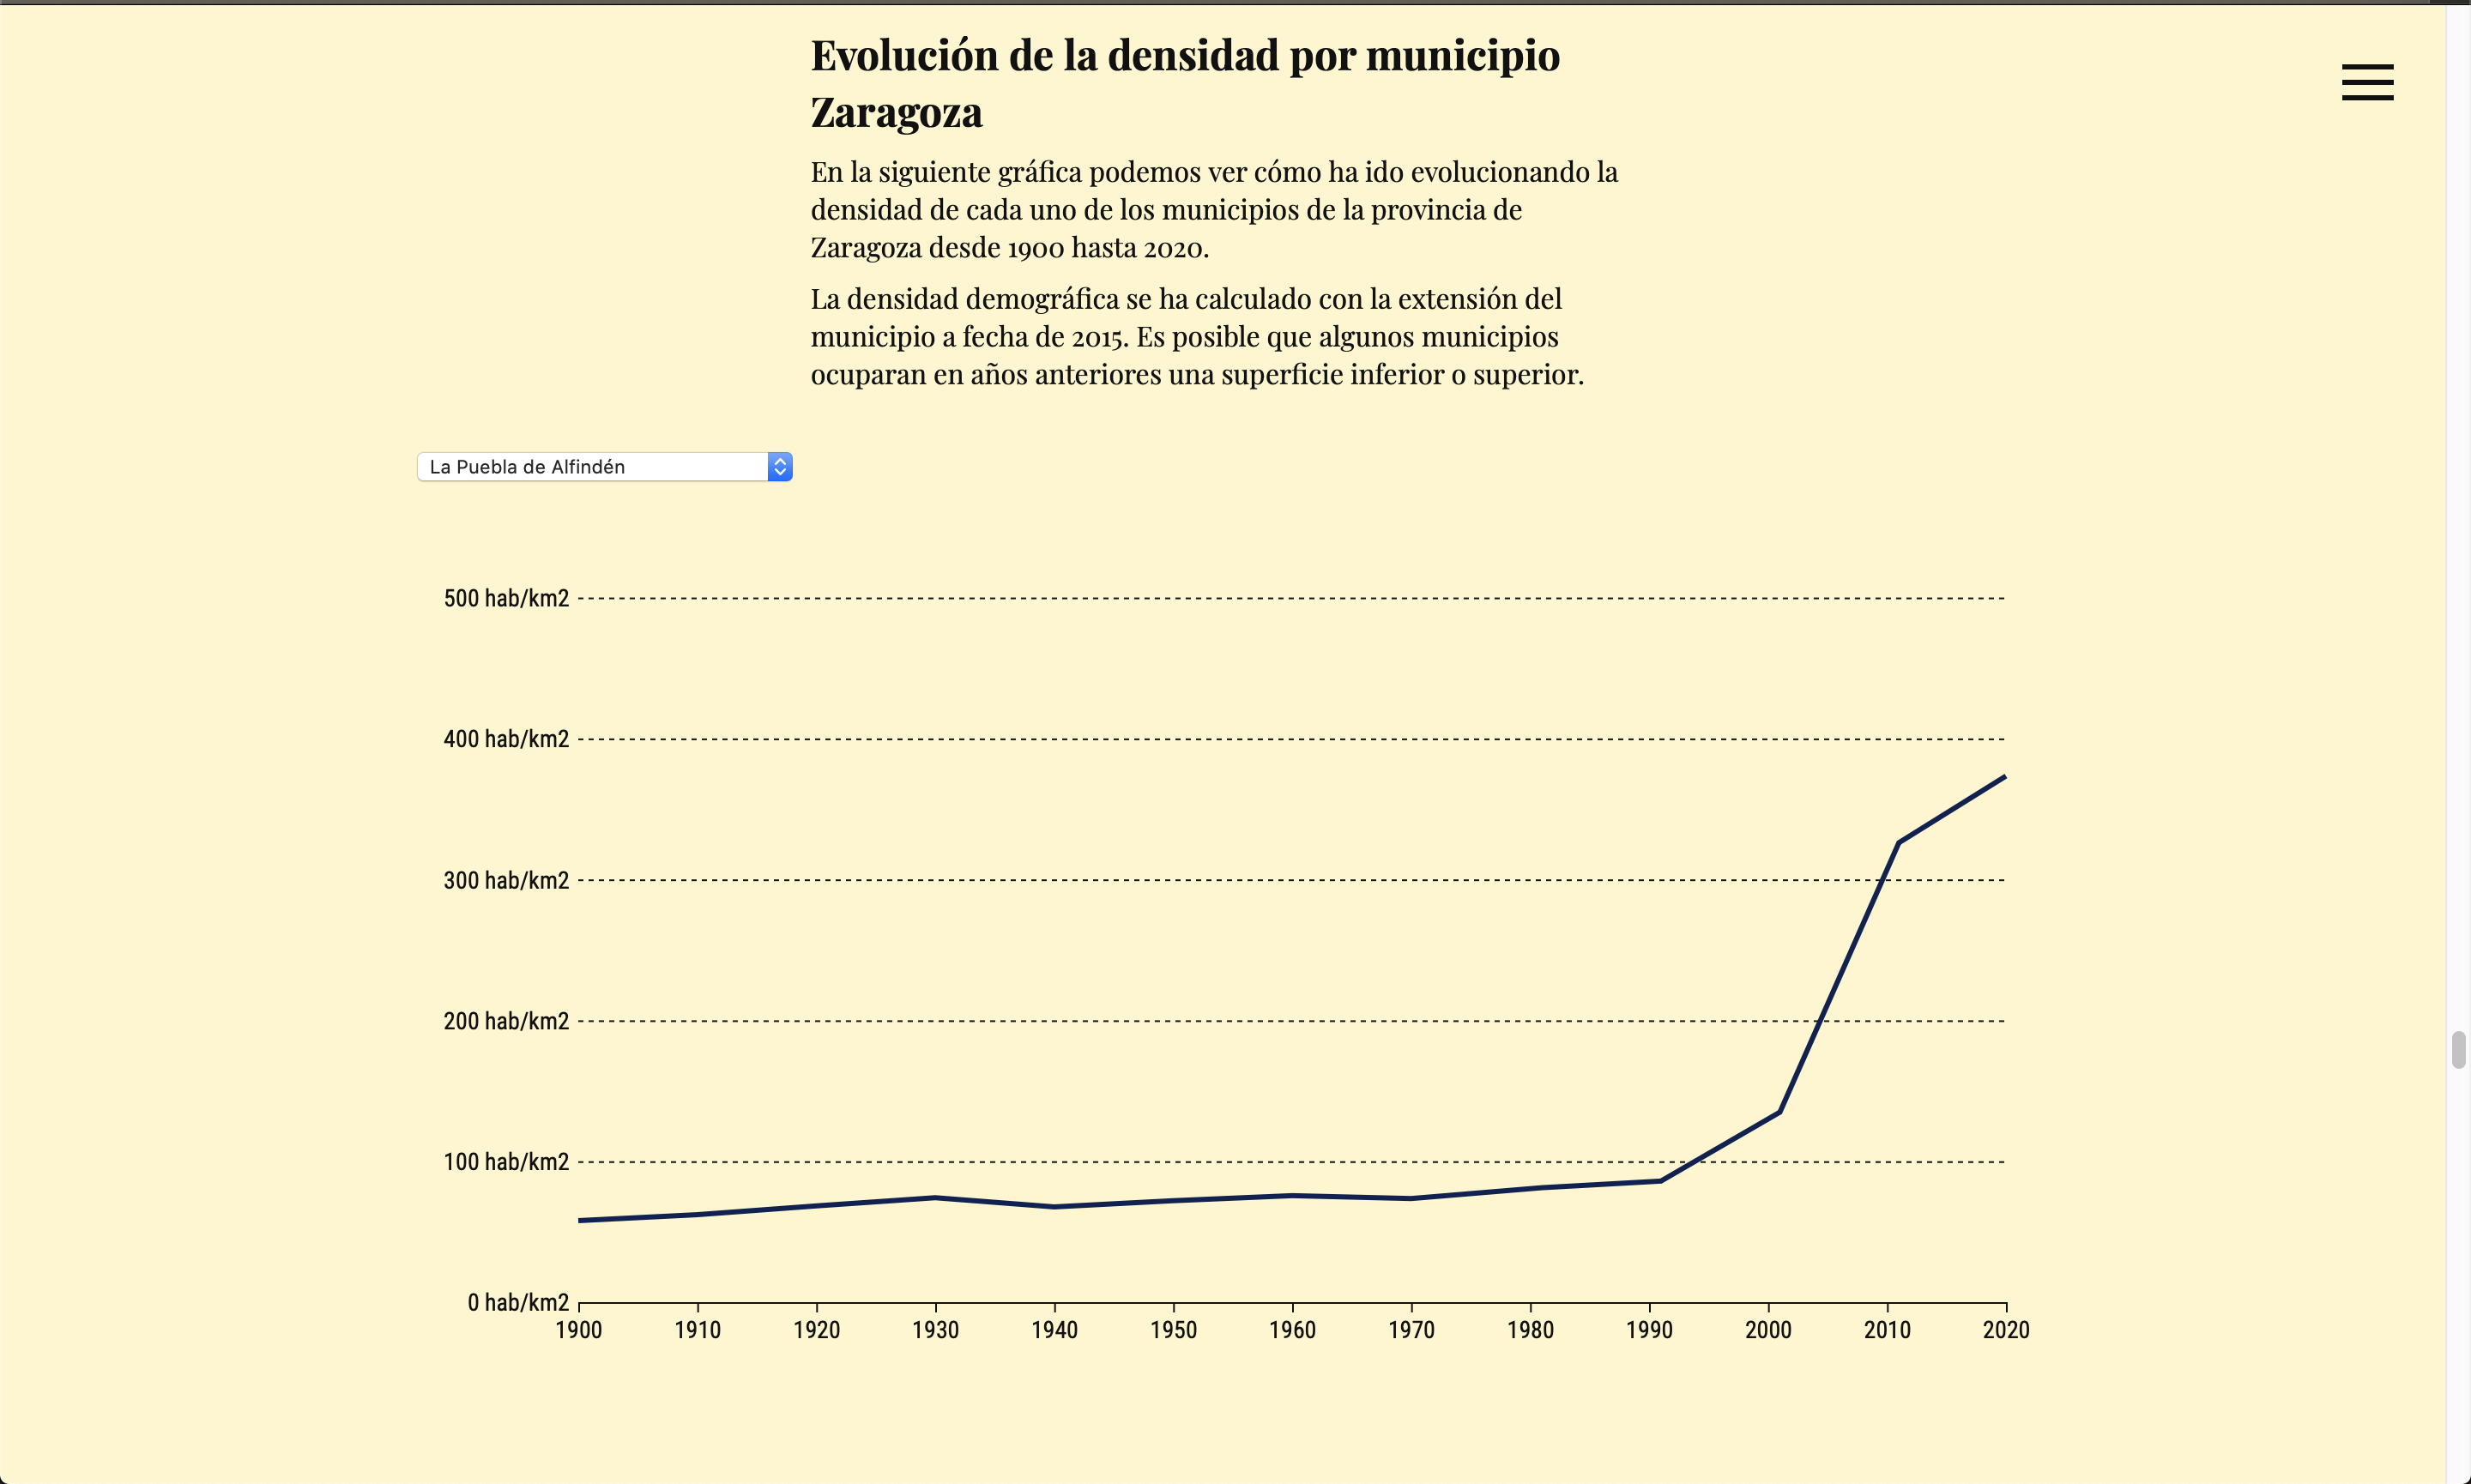 Evolución de la densidad por municipio
Zaragoza
En la siguiente gráfica podemos ver cómo ha ido evolucionando la
densidad de cada uno de los municipios de la provincia de
Zaragoza desde 1900 hasta 2020.
La densidad demográfica se ha calculado con la extensión del
municipio a fecha de 2015. Es posible que algunos municipios
ocuparan en años anteriores una superficie inferior o superior.
La Puebla de Alfindén
500 hab/km2
400 hab/km2
300 hab/km2
200 hab/km2
100 hab/km2
0 hab/km2
1900 1910 1920 1930 1940 1950 1960 1970 1980 1990 2000 2010 2020